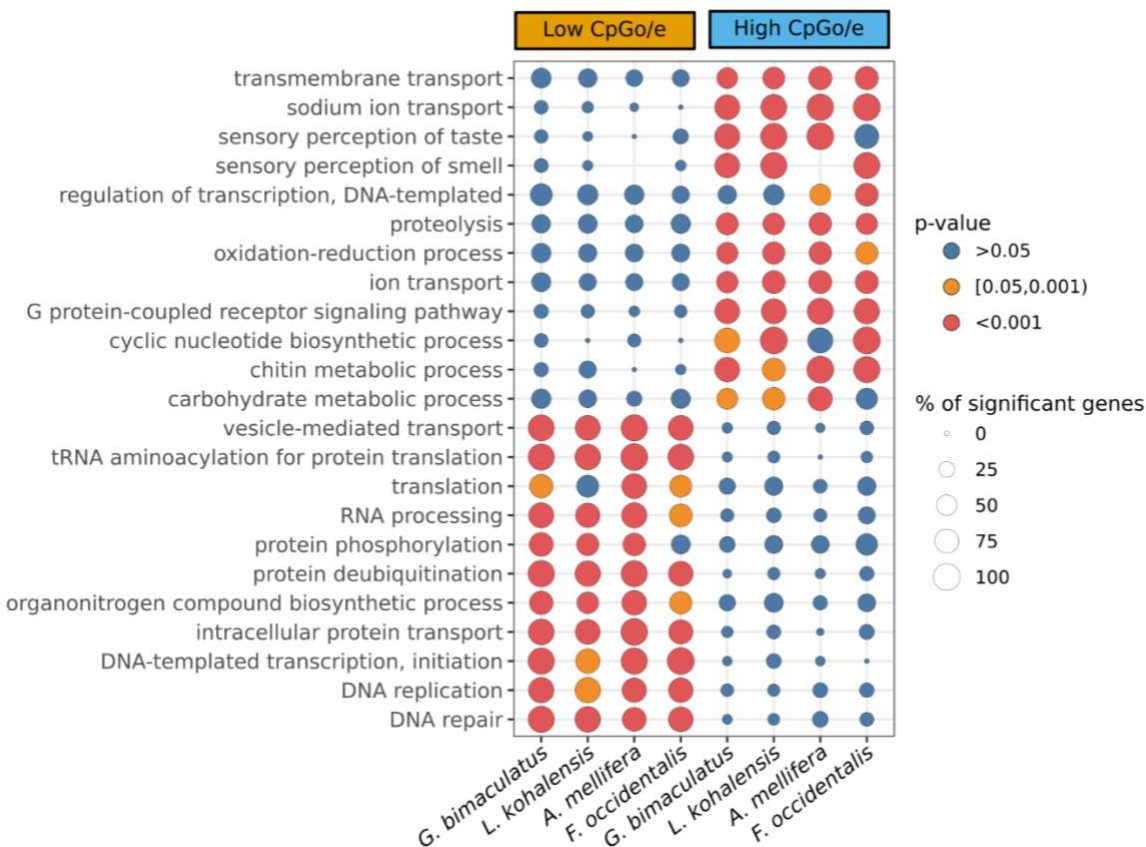 Low CpGo/e
High CpGo/e
transmembrane transport
sodium ion transport
sensory perception of taste
sensory perception of smell
regulation of transcription, DNA-templated
proteolysis
oxidation-reduction process
ion transport
G protein-coupled receptor signaling pathway
cyclic nucleotide biosynthetic process
chitin metabolic process
carbohydrate metabolic process
vesicle-mediated transport
tRNA aminoacylation for protein translation
translation
RNA processing
protein phosphorylation
protein deubiquitination
organonitrogen compound biosynthetic process
intracellular protein transport
DNA-templated transcription, initiation
DNA replication
DNA repair
G. bimaculatus
L. kohalensis
A. mellifera
F. occidentalis
G. bimaculatus
L. kohalensis
A. mellifera
F. occidentalis
p-value
>0.05
[0.05,0.001)
<0.001
% of significant genes
0
25
50
75
100